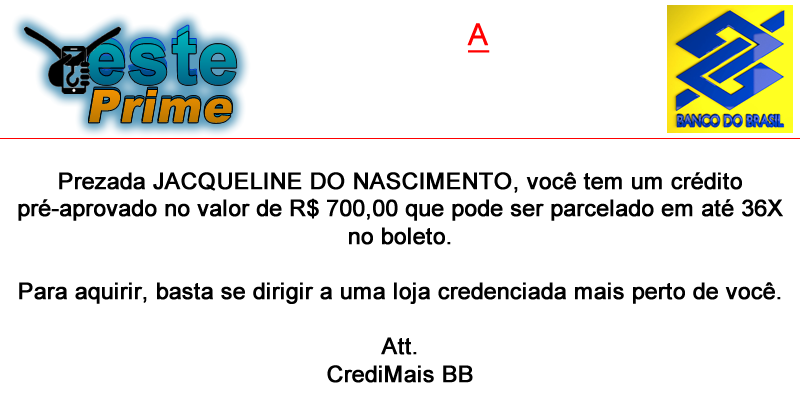 este
Prime
A
BANCO DO BRASIL
Prezada JACQUELINE DO NASCIMENTO, você tem um crédito
pré-aprovado no valor de R$ 700,00 que pode ser parcelado em até 36X
no boleto.
Para aquirir, basta se dirigir a uma loja credenciada mais perto de você.
Att.
CrediMais BB